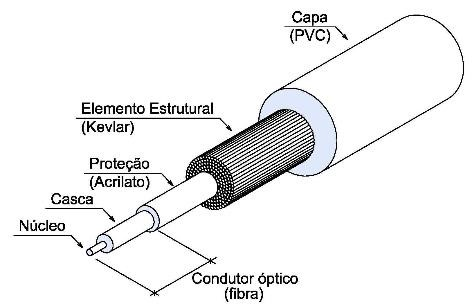 Capa
(PVC)
Elemento Estrutural
(Kevlar)
Proteção
(Acrilato)
Casca
Núcleo
Condutor óptico
(fibra)